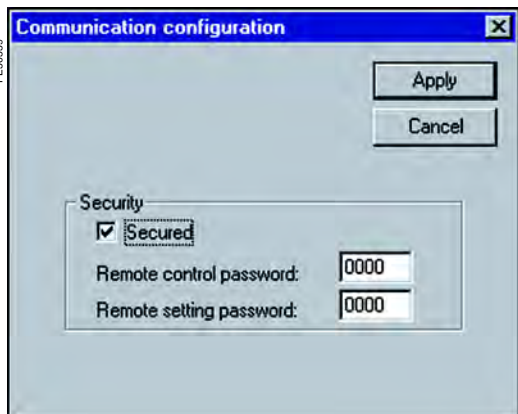 Communication configuration
Apply
Cancel
Security
Secured
Remote control password: 0000
Remote setting password: 0000